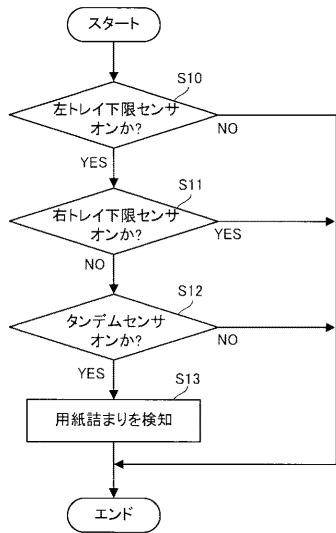 スタート
S10
左トレイ下限センサ
オンか?
NO
YES
S11
右トレイ下限センサ
オンか?
YES
NO
S12
タンデムセンサ
オンか?
NO
YES
S13
用紙詰まりを検知
エンド